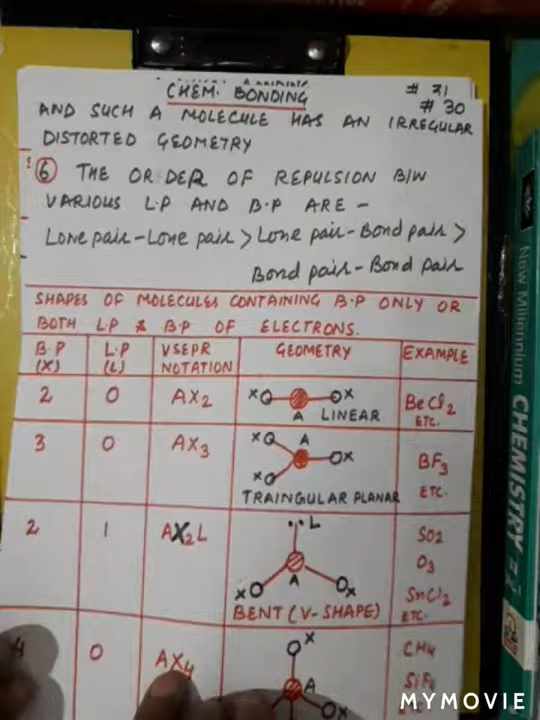 CHEM. BONDING
# 31
# 30
AND SUCH A MOLECULE HAS AN IRREGULAR
DISTORTED GEOMETRY
6 THE ORDER OF REPULSION B/W
VARIOUS L.P AND B.P ARE -
Lone pair - Lone pair > Lone pair - Bond pair >
Bond pair - Bond pair
SHAPES OF MOLECULES CONTAINING B.P ONLY OR
BOTH L.P & B.P OF ELECTRONS.
B.P (X) L.P (L) VSEPR NOTATION GEOMETRY EXAMPLE
2 0 AX2 X X A LINEAR BeCl2 ETC.
3 0 AX3 X A X X TRAINGULAR PLANAR BF3 ETC.
2 1 AX2L L A X X BENT (V-SHAPE) SO2 O3 SnCl2 ETC.
4 0 AX4 X A X CH4
New Millennium CHEMISTRY
MYMOVIE